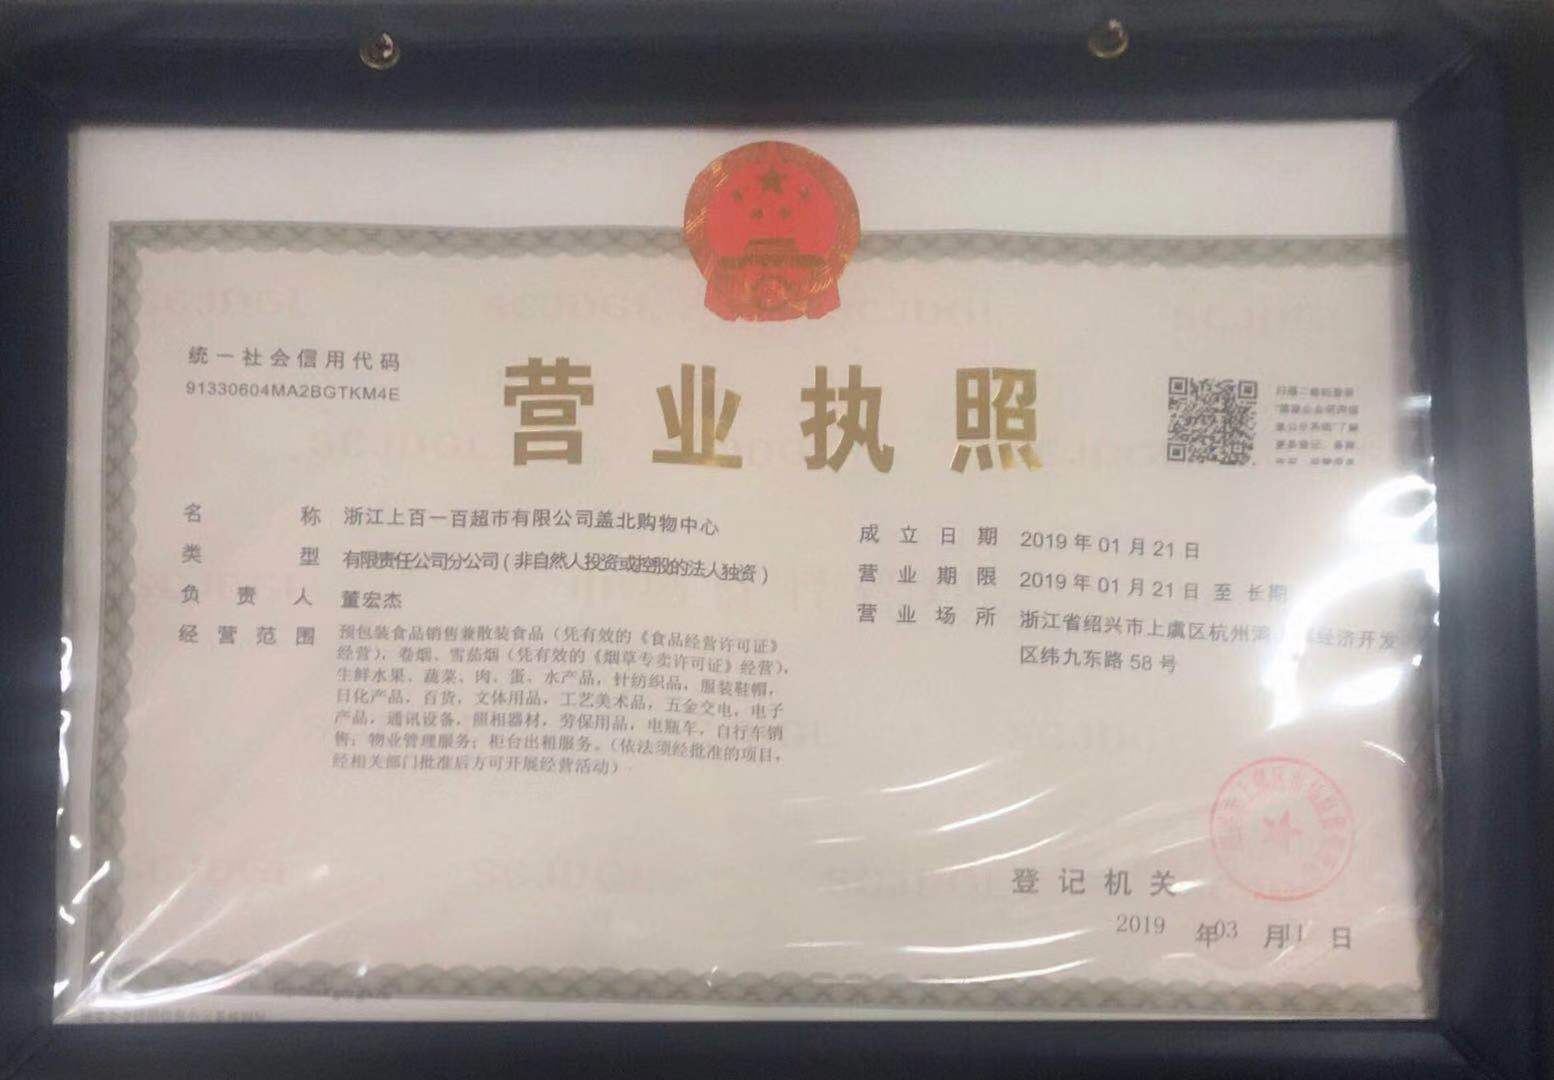 统一社会信用代码
91330604MA2BGTKM4E
营业执照
名称 浙江上百一百超市有限公司盖北购物中心
类型 有限责任公司分公司（非自然人投资或控股的法人独资）
负责人 董宏杰
经营范围 预包装食品销售兼散装食品（凭有效的《食品经营许可证》
经营），卷烟、雪茄烟（凭有效的《烟草专卖许可证》经营），
生鲜水果、蔬菜、肉、蛋、水产品，针纺织品，服装鞋帽，
日化产品，百货，文体用品，工艺美术品，五金交电，电子
产品，通讯设备，照相器材，劳保用品，电瓶车，自行车销
售；物业管理服务；柜台出租服务。（依法须经批准的项目，
经相关部门批准后方可开展经营活动）
成立日期 2019年01月21日
营业期限 2019年01月21日至长期
营业场所 浙江省绍兴市上虞区杭州湾经济开发
区纬九东路58号
登记机关
2019年03月11日